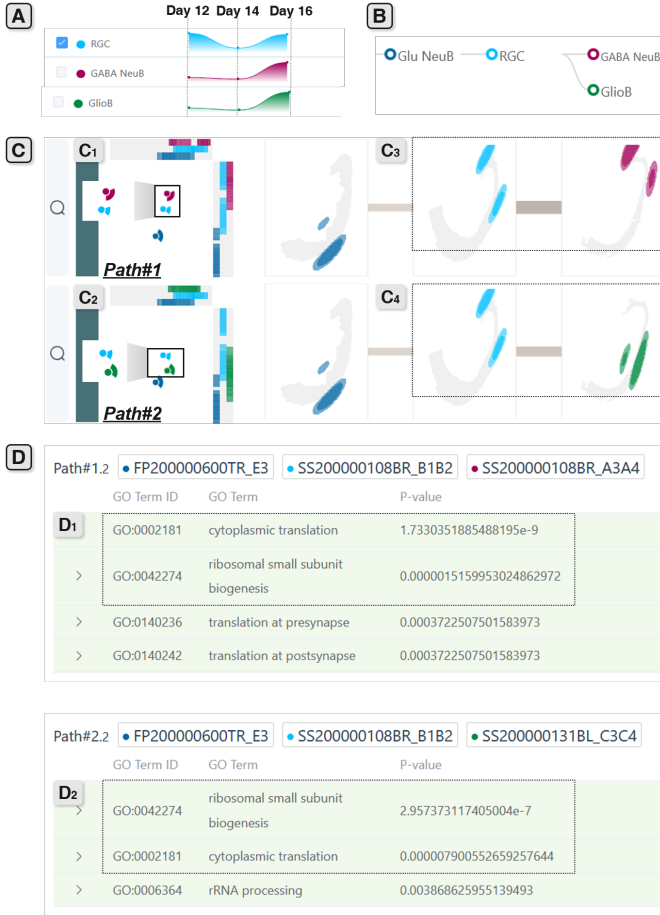 A
Day 12 Day 14 Day 16
RGC
GABA NeuB
GlioB
B
Glu NeuB
RGC
GABA NeuB
GlioB
C
C1
C3
Path#1
C2
C4
Path#2
D
Path#1.2 FP200000600TR_E3 SS200000108BR_B1B2 SS200000108BR_A3A4
GO Term ID GO Term P-value
D1
GO:0002181 cytoplasmic translation 1.7330351885488195e-9
GO:0042274 ribosomal small subunit biogenesis 0.0000015159953024862972
GO:0140236 translation at presynapse 0.0003722507501583973
GO:0140242 translation at postsynapse 0.0003722507501583973
Path#2.2 FP200000600TR_E3 SS200000108BR_B1B2 SS200000131BL_C3C4
GO Term ID GO Term P-value
D2
GO:0042274 ribosomal small subunit biogenesis 2.957373117405004e-7
GO:0002181 cytoplasmic translation 0.000007900552659257644
GO:0006364 rRNA processing 0.003868625955139493